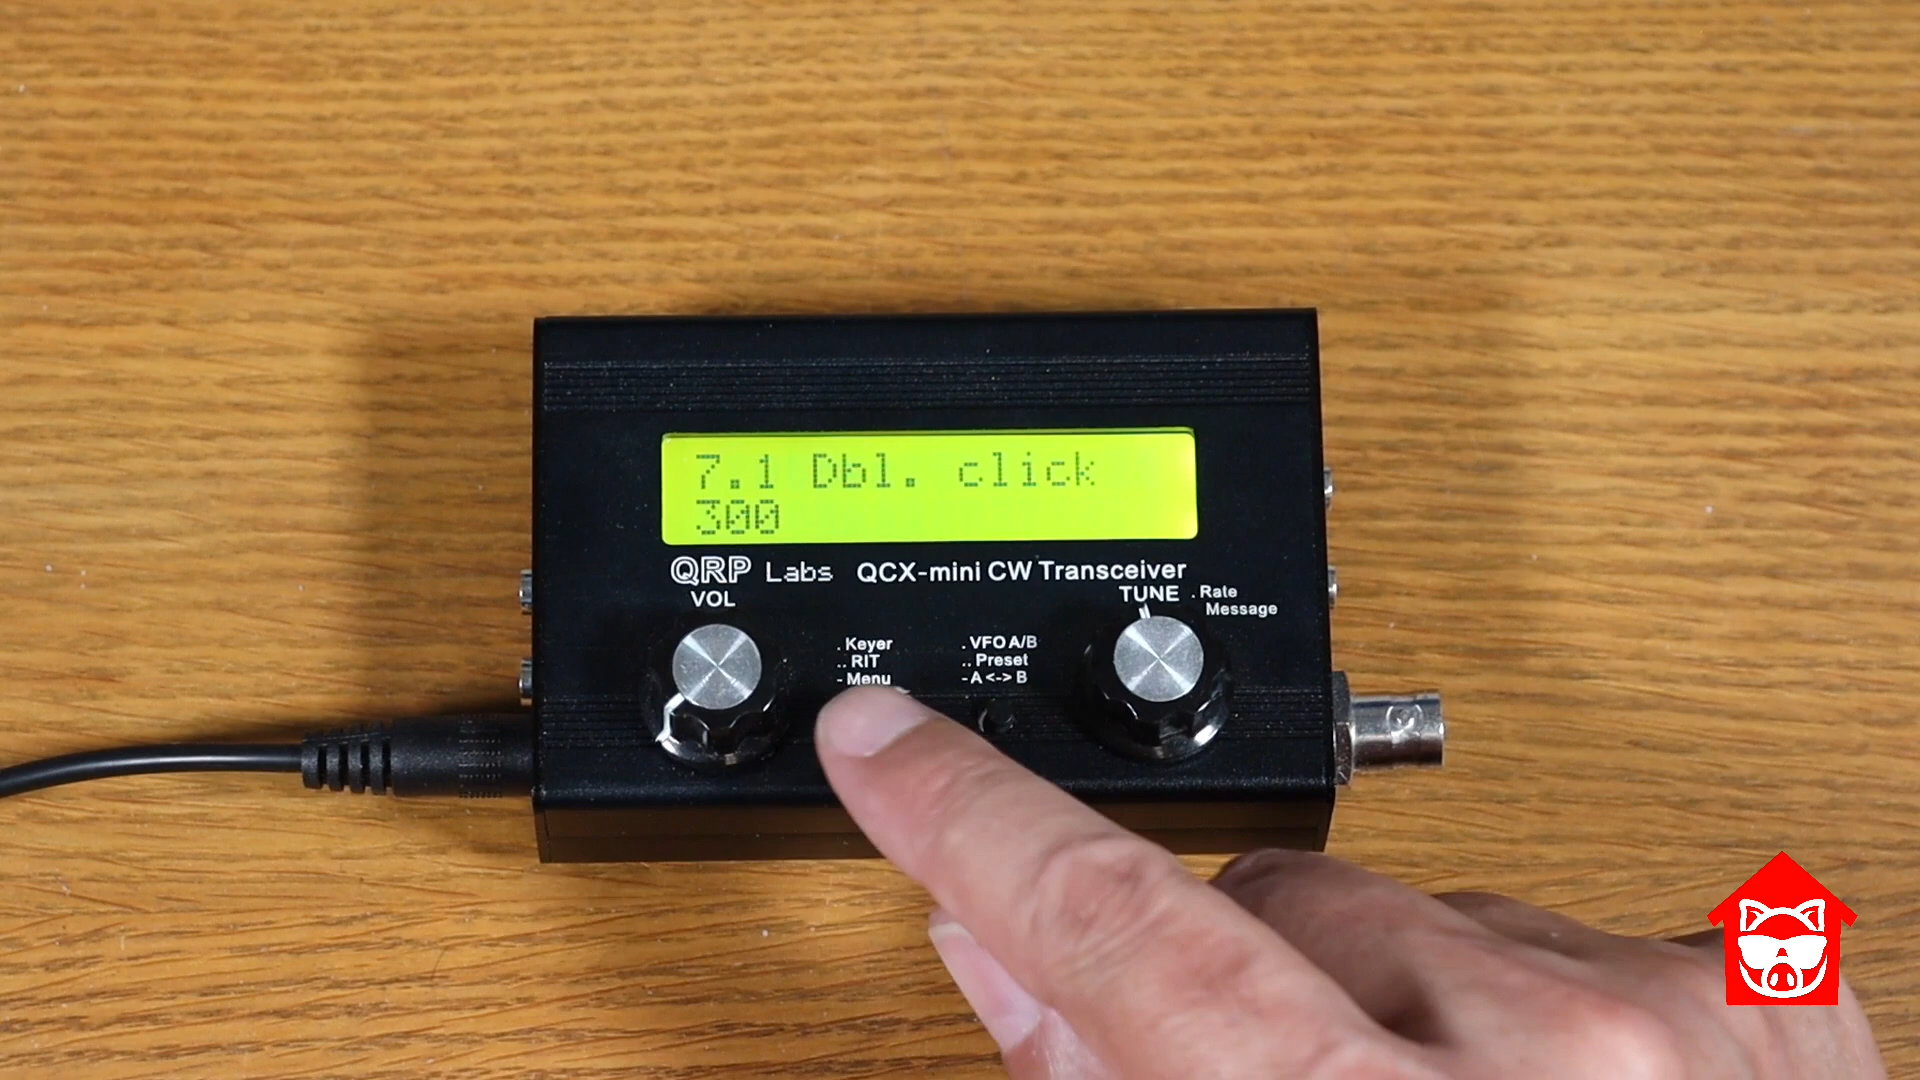 7.1 Dbl. click
300
QRP Labs QCX-mini CW Transceiver
VOL
TUNE
. Rate
Message
. Keyer
.. RIT
- Menu
. VFO A/B
.. Preset
- A <-> B